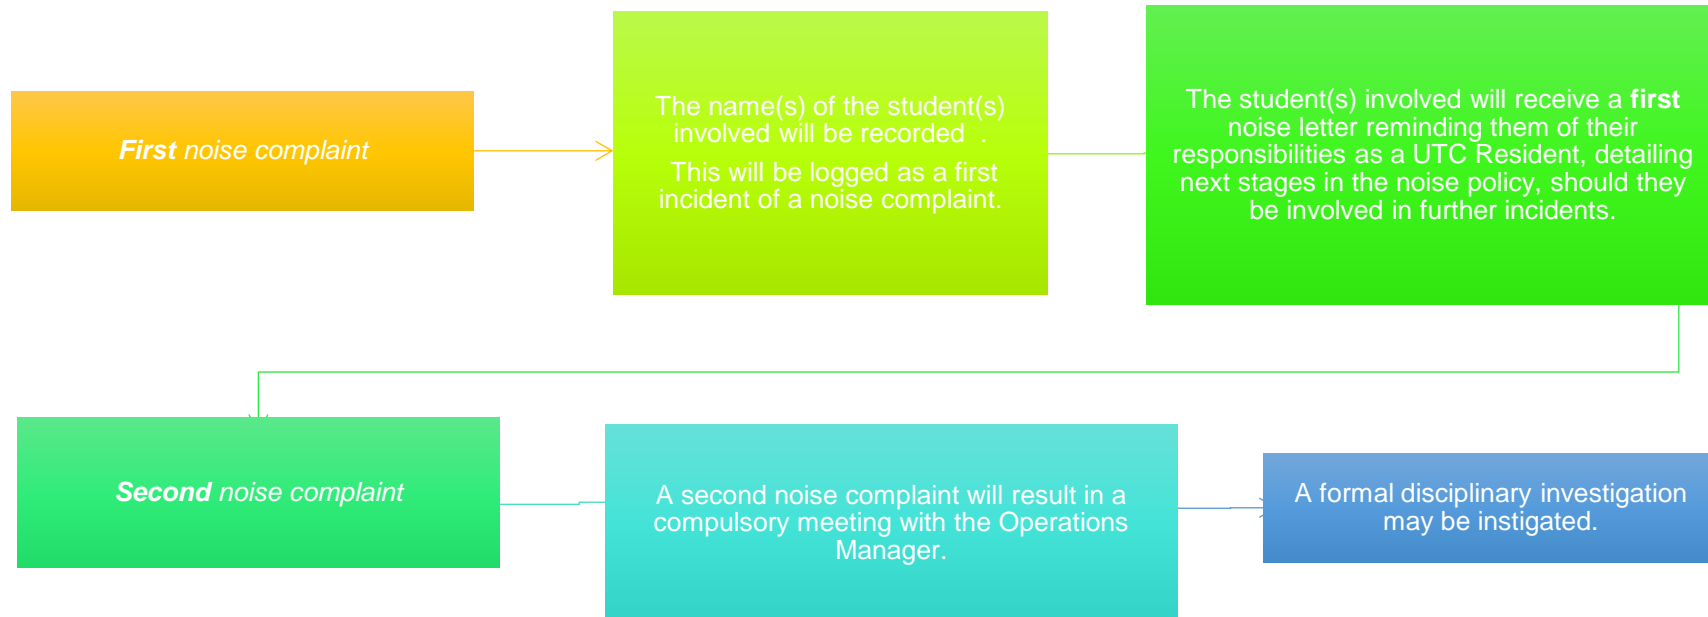 First noise complaint
The name(s) of the student(s)
involved will be recorded .
This will be logged as a first
incident of a noise complaint.
The student(s) involved will receive a first
noise letter reminding them of their
responsibilities as a UTC Resident, detailing
next stages in the noise policy, should they
be involved in further incidents.
Second noise complaint
A second noise complaint will result in a
compulsory meeting with the Operations
Manager.
A formal disciplinary investigation
may be instigated.